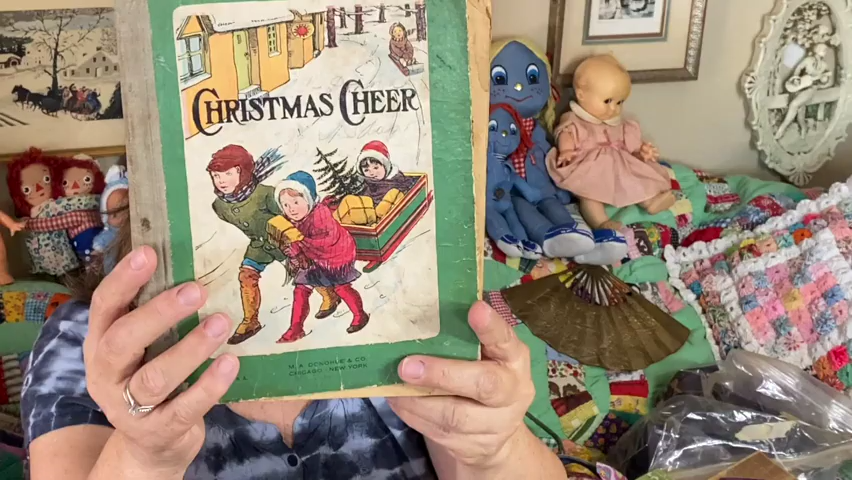 CHRISTMAS CHEER
M. A. DONOHUE & CO.
CHICAGO NEW YORK